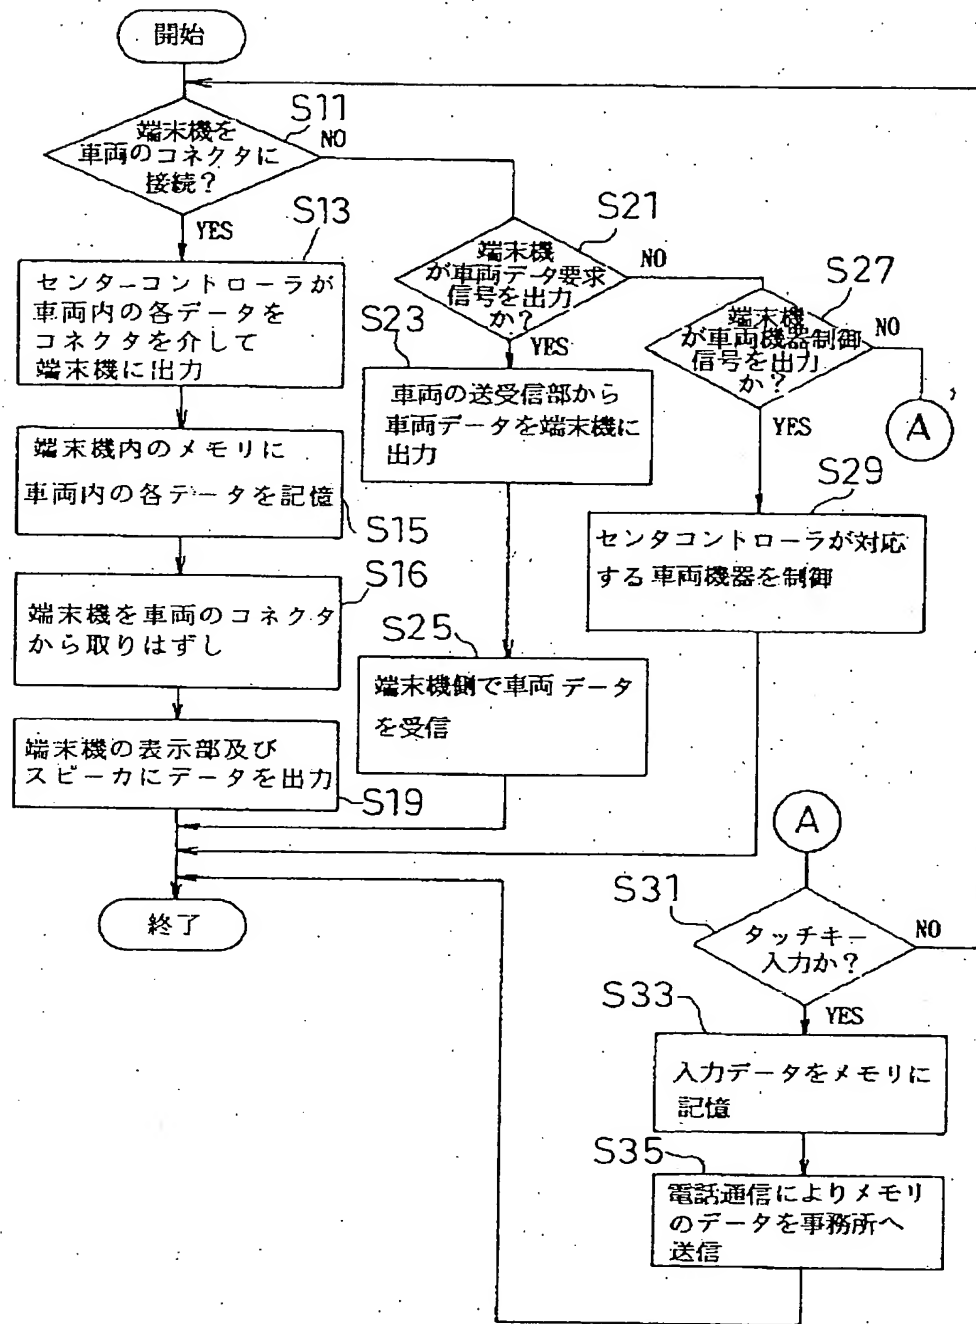 開始
S11
端末機を
車両のコネクタに
接続？
NO
YES
S13
センターコントローラが
車両内の各データを
コネクタを介して
端末機に出力
端末機内のメモリに
車両内の各データを記憶
S15
S16
端末機を車両のコネクタ
から取りはずし
端末機の表示部及び
スピーカにデータを出力
S19
終了
S21
端末機
が車両データ要求
信号を出力
か？
NO
YES
S23
車両の送受信部から
車両データを端末機に
出力
S25
端末機側で車両データ
を受信
S27
端末機
が車両機器制御
信号を出力
か？
NO
A
YES
S29
センタコントローラが対応
する車両機器を制御
A
S31
タッチキー
入力か？
NO
YES
S33
入力データをメモリに
記憶
S35
電話通信によりメモリ
のデータを事務所へ
送信